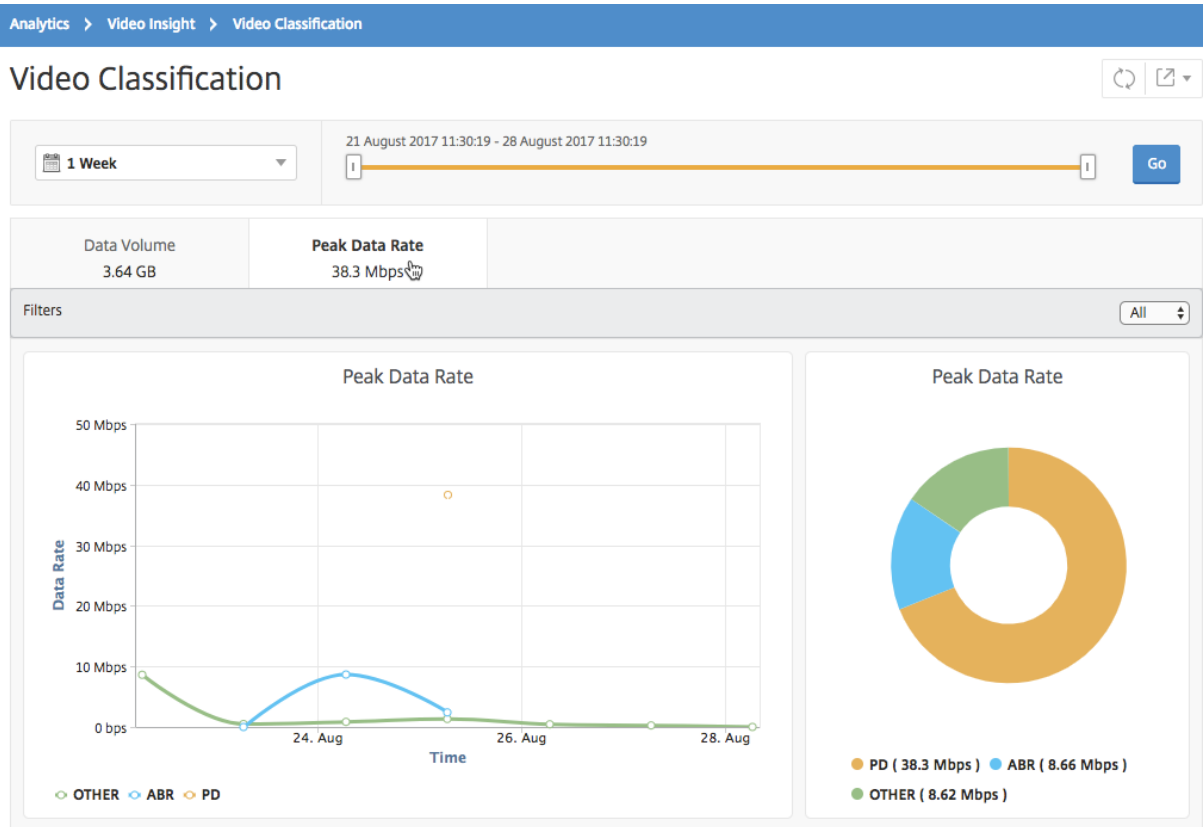 Analytics > Video Insight > Video Classification
Video Classification
21 August 2017 11:30:19 - 28 August 2017 11:30:19
1 Week
Go
Data Volume
3.64 GB
Peak Data Rate
38.3 Mbps
Filters
All
Peak Data Rate
50 Mbps
40 Mbps
30 Mbps
20 Mbps
10 Mbps
0 bps
Data Rate
24. Aug
26. Aug
28. Aug
Time
OTHER ABR PD
Peak Data Rate
PD ( 38.3 Mbps ) ABR ( 8.66 Mbps )
OTHER ( 8.62 Mbps )